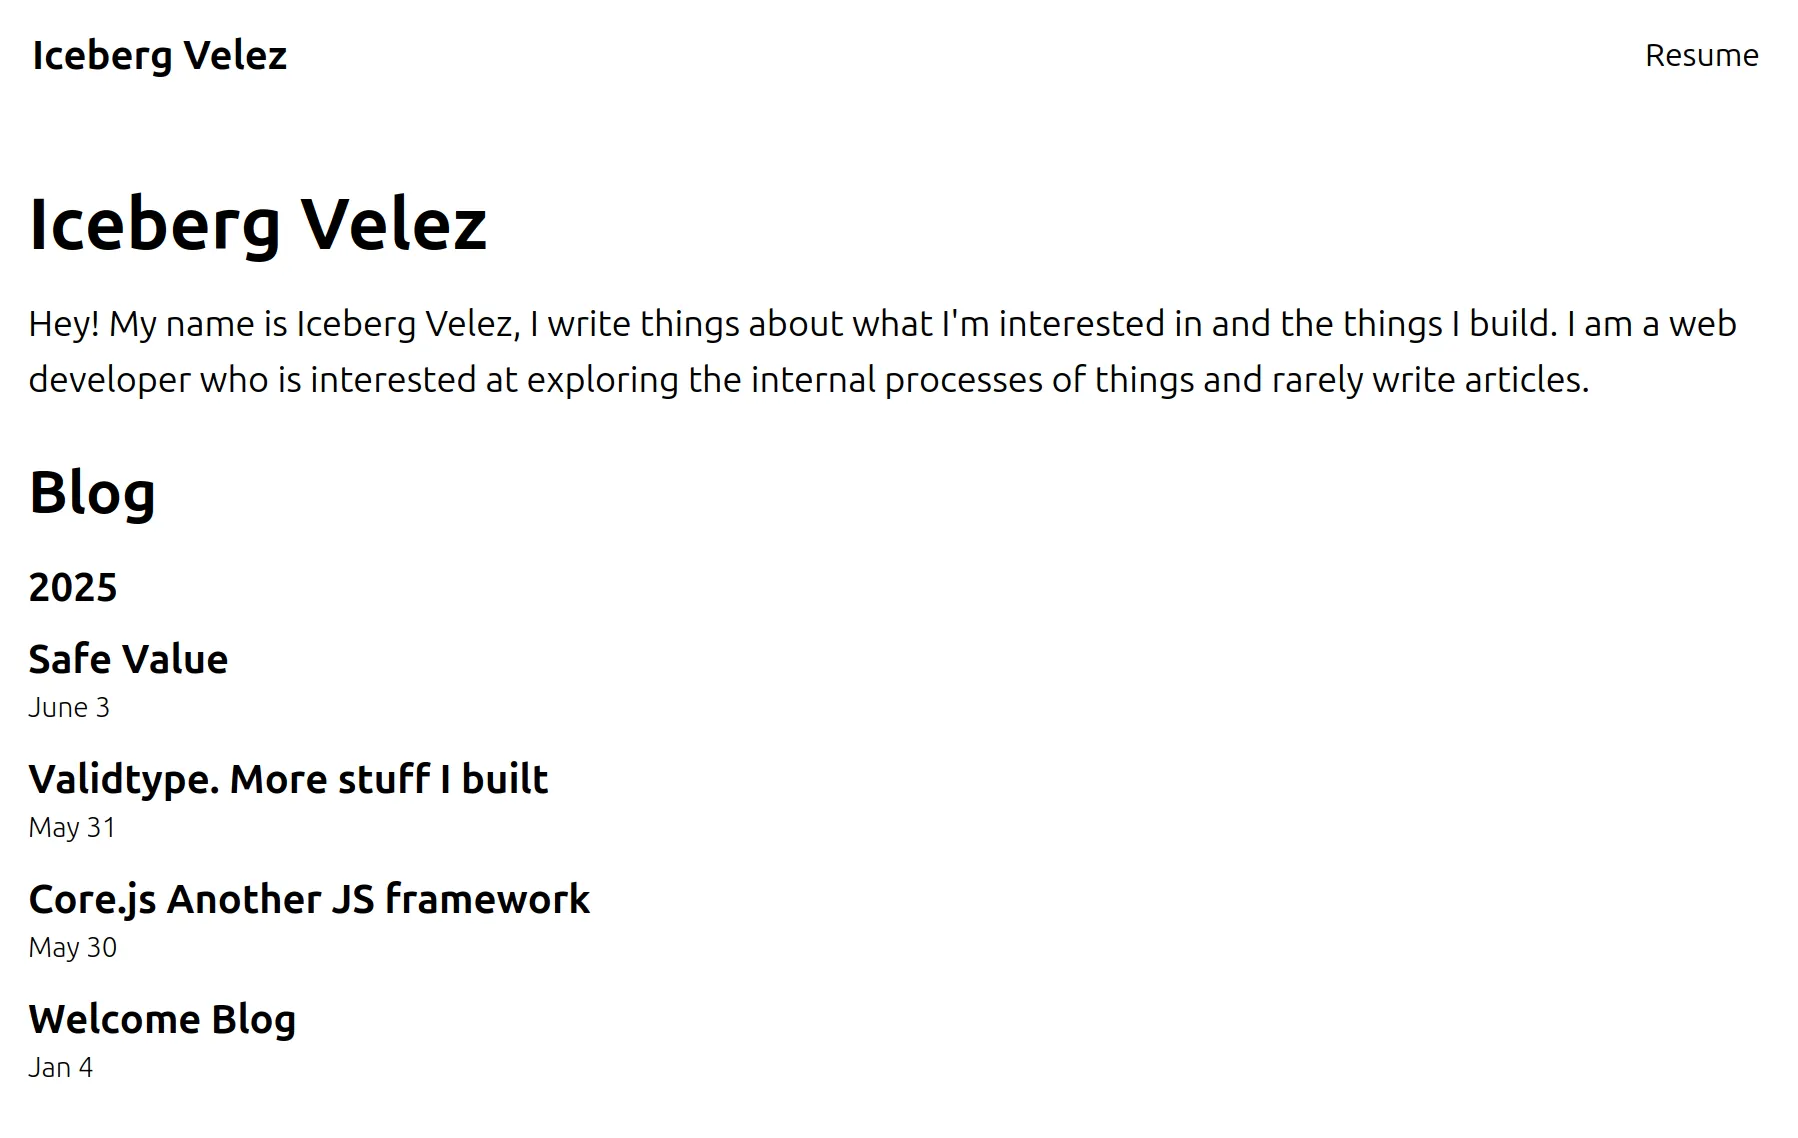 Iceberg Velez
Resume
Iceberg Velez
Hey! My name is Iceberg Velez, I write things about what I'm interested in and the things I build. I am a web
developer who is interested at exploring the internal processes of things and rarely write articles.
Blog
2025
Safe Value
June 3
Validtype. More stuff I built
May 31
Core.js Another JS framework
May 30
Welcome Blog
Jan 4